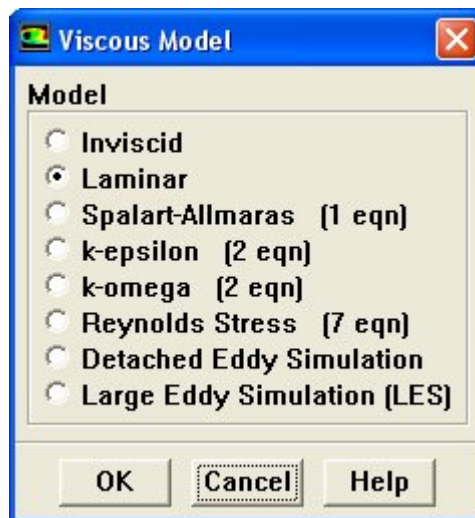 Viscous Model
Model
Inviscid
Laminar
Spalart-Allmaras (1 eqn)
k-epsilon (2 eqn)
k-omega (2 eqn)
Reynolds Stress (7 eqn)
Detached Eddy Simulation
Large Eddy Simulation (LES)
OK Cancel Help